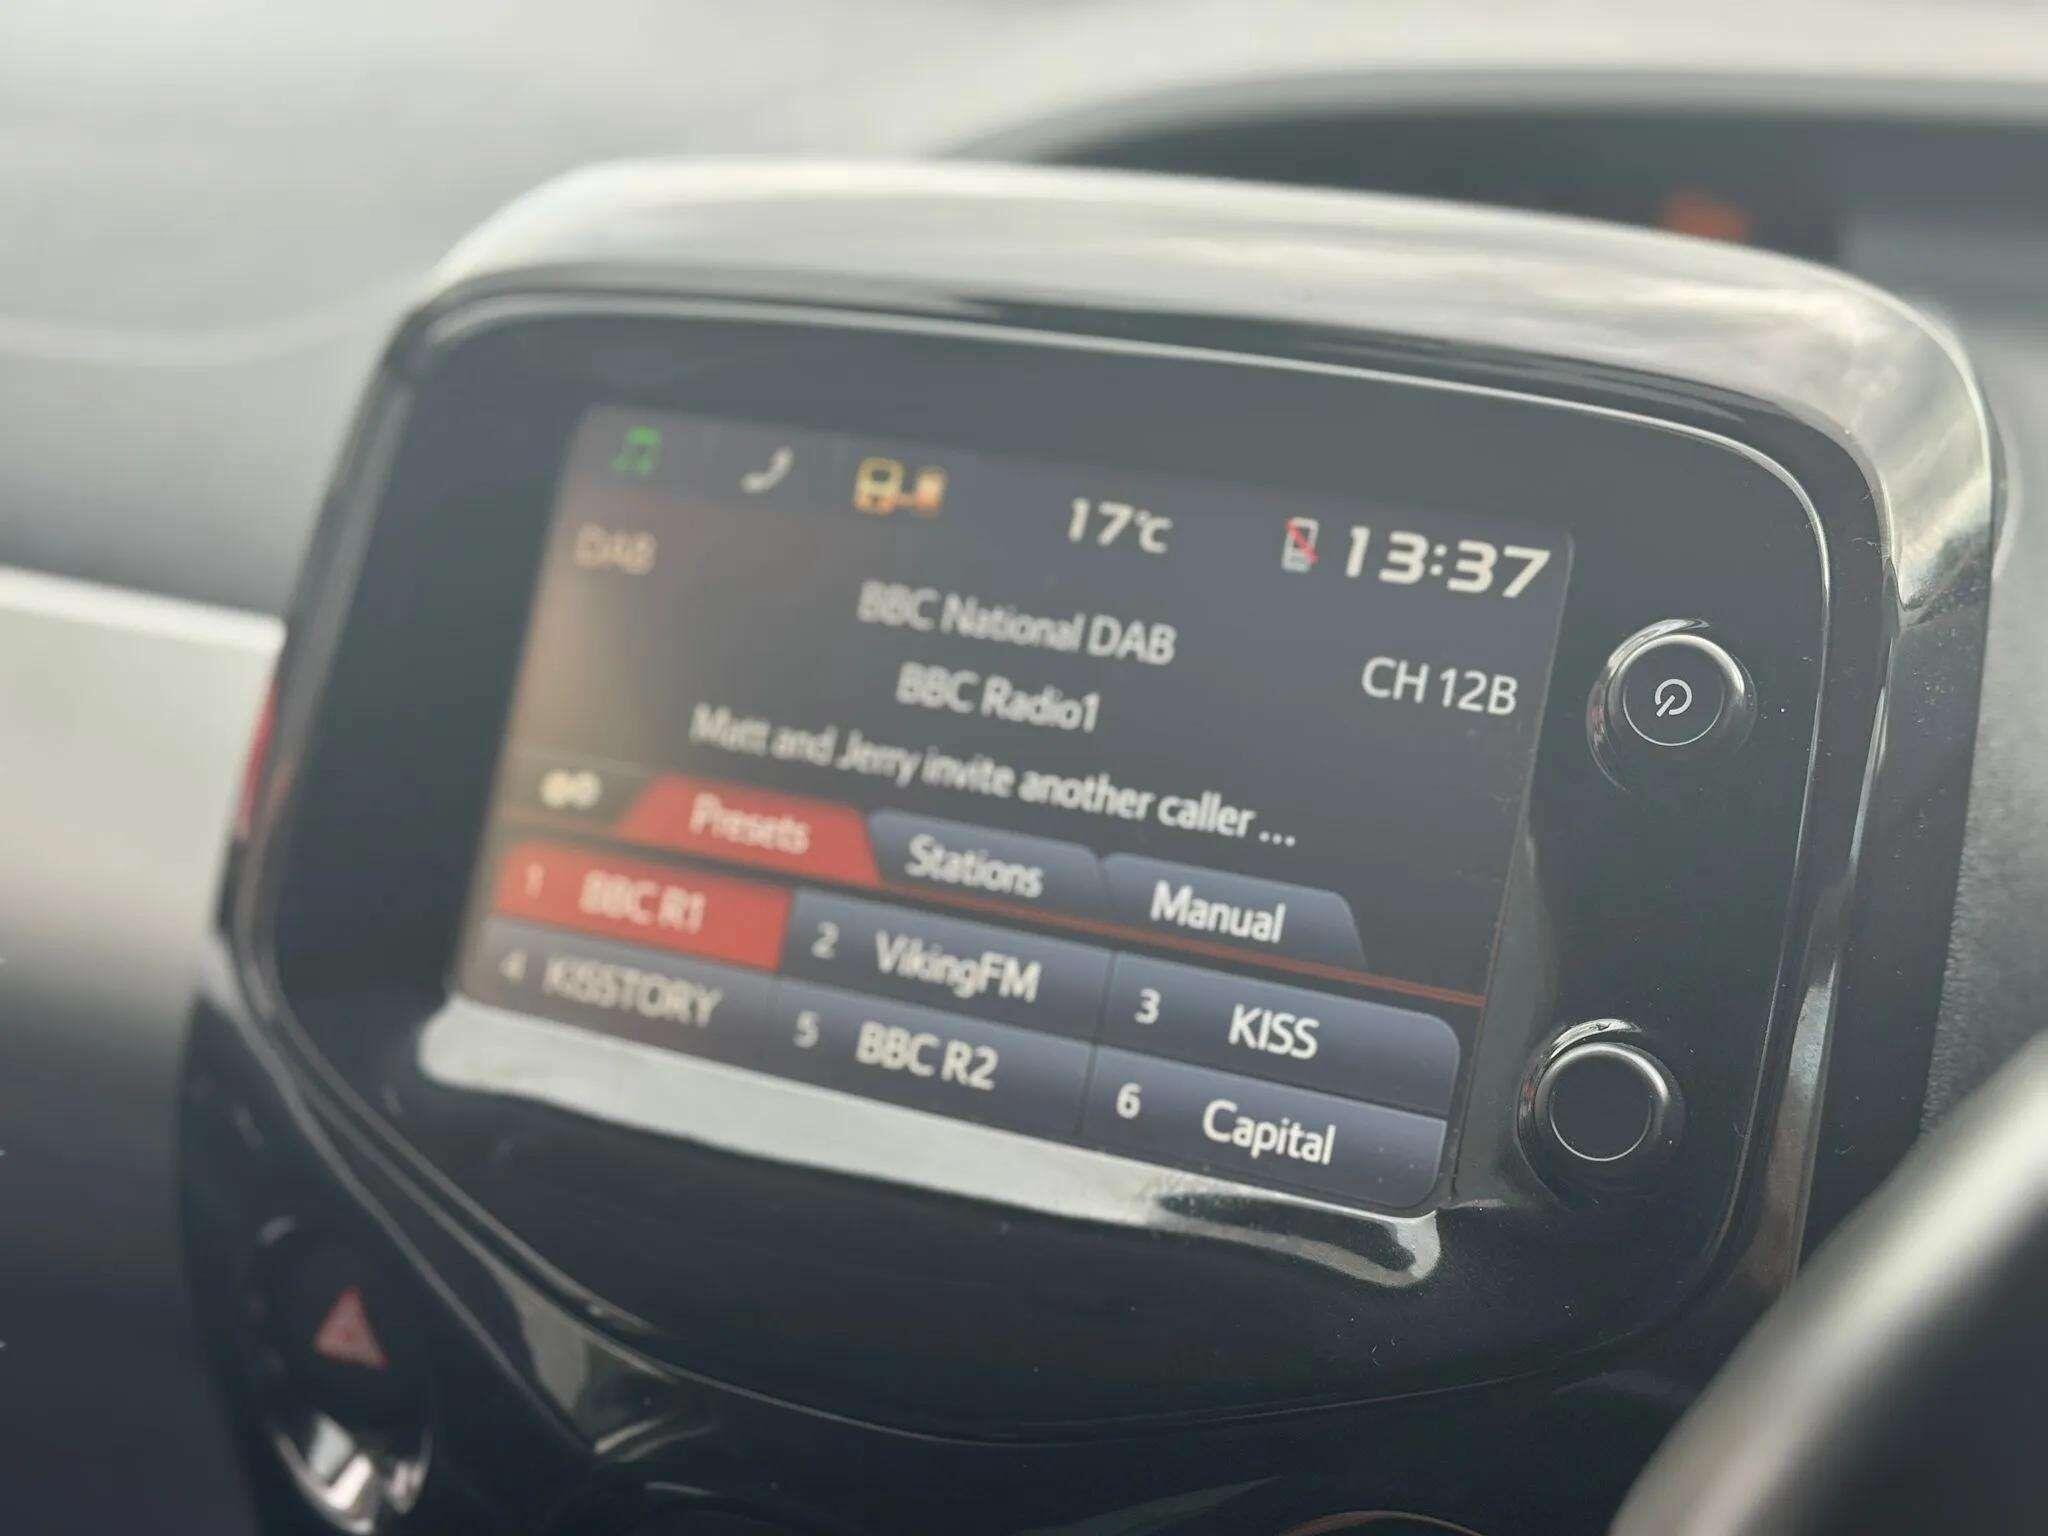 17°C 13:37
DAB
BBC National DAB
CH 12B
BBC Radio1
Matt and Jerry invite another caller ...
Presets Stations Manual
1 BBC R1 2 VikingFM 3 KISS
4 KISSTORY 5 BBC R2 6 Capital